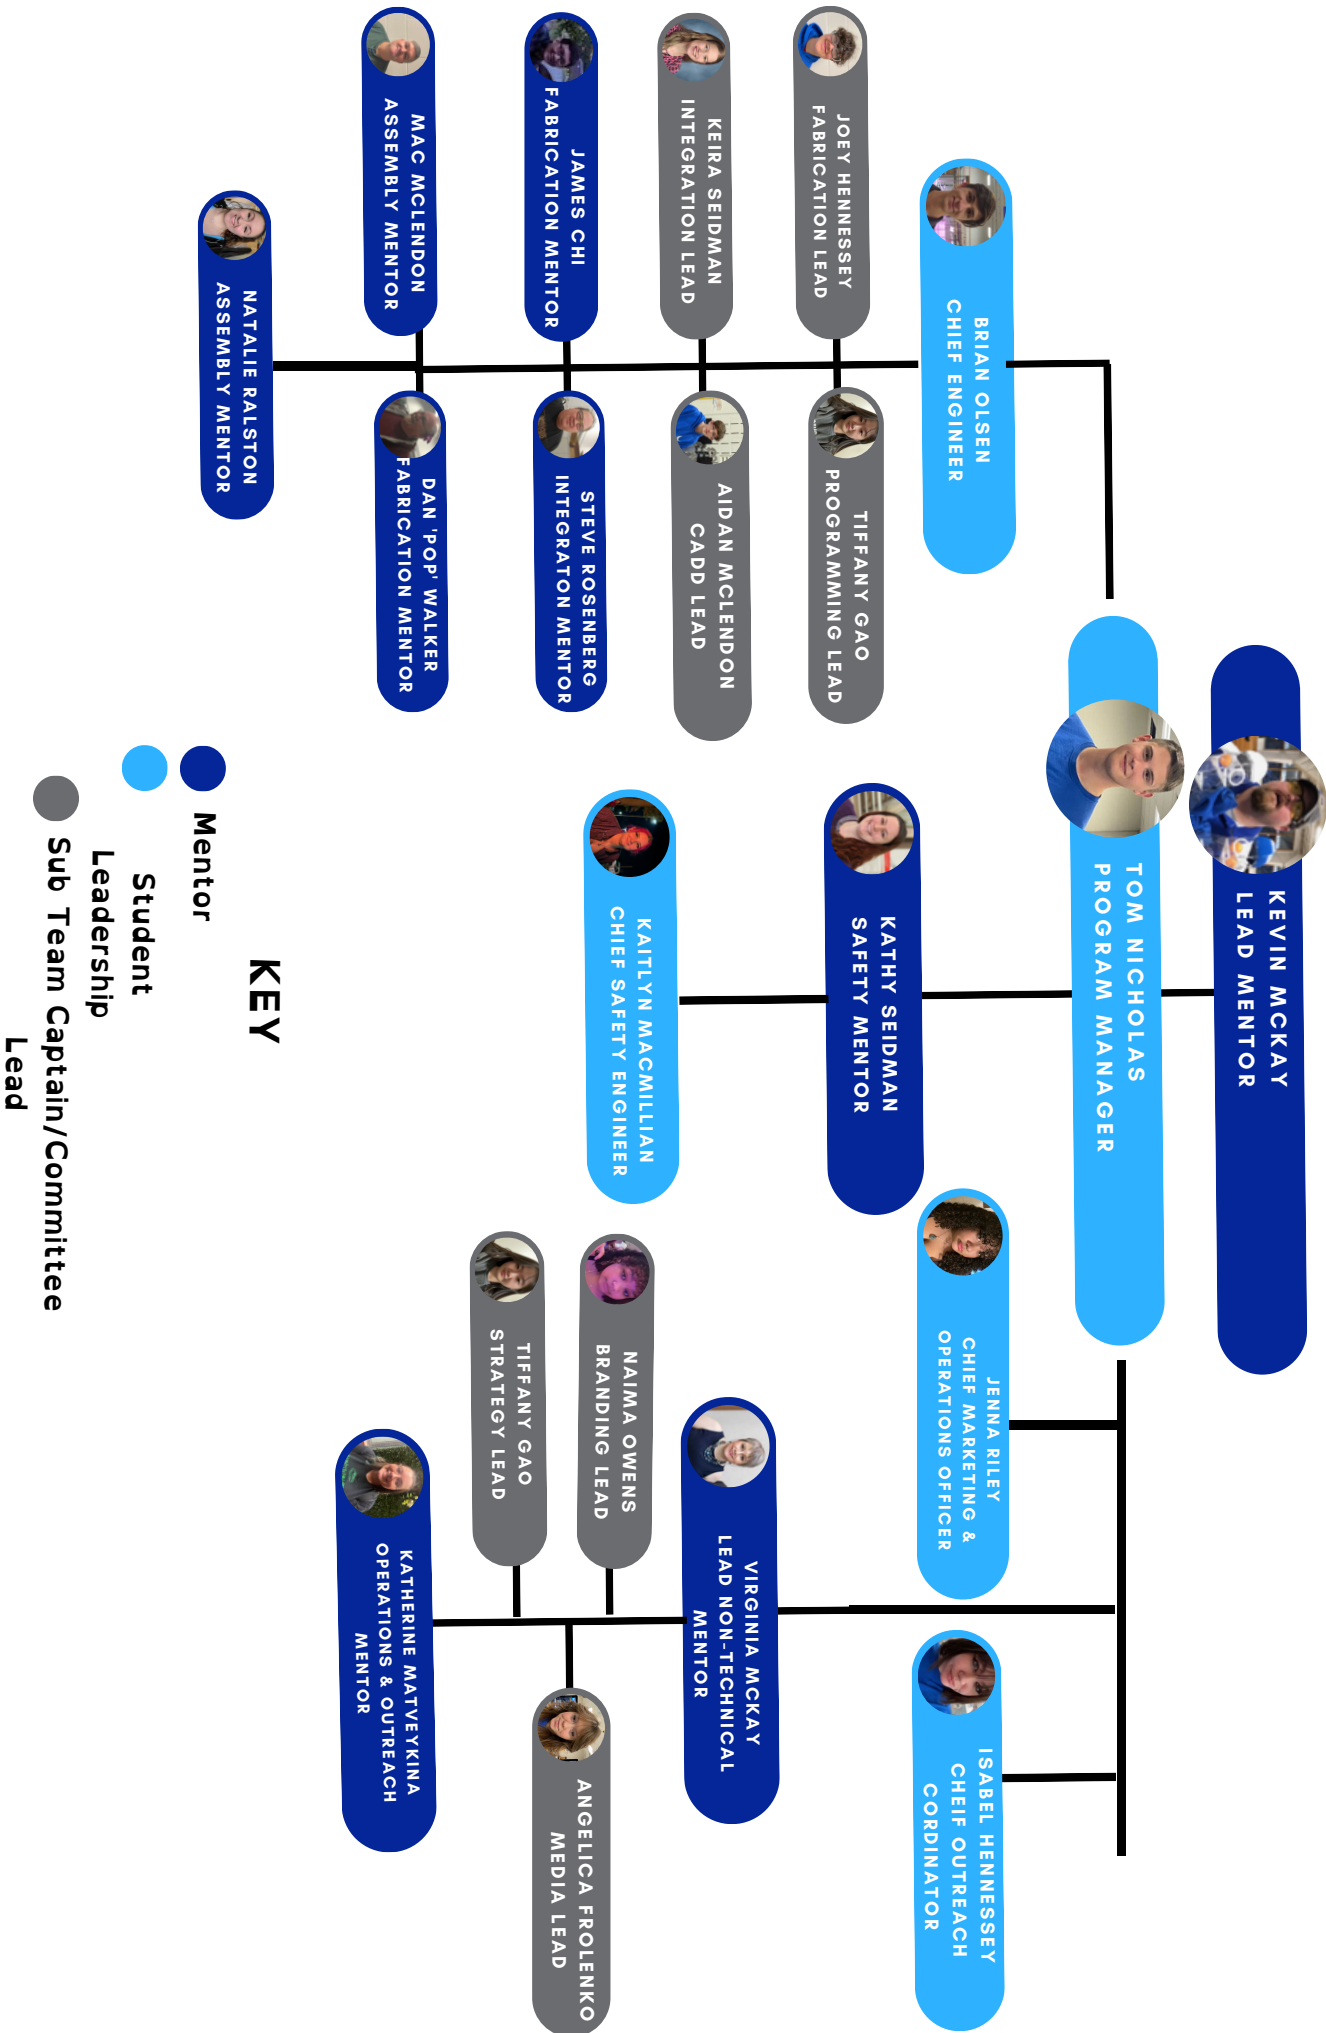 KEVIN MCKAY
LEAD MENTOR
TOM NICHOLAS
PROGRAM MANAGER
BRIAN OLSEN
CHIEF ENGINEER
JOEY HENNESSEY
FABRICATION LEAD
TIFFANY GAO
PROGRAMMING LEAD
KEIRA SEIDMAN
INTEGRATION LEAD
AIDAN MCLENDON
CADD LEAD
JAMES CHI
FABRICATION MENTOR
STEVE ROSENBERG
INTEGRATON MENTOR
MAC MCLENDON
ASSEMBLY MENTOR
DAN 'POP' WALKER
FABRICATION MENTOR
NATALIE RALSTON
ASSEMBLY MENTOR
KATHY SEIDMAN
SAFETY MENTOR
KAITLYN MACMILLIAN
CHIEF SAFETY ENGINEER
JENNA RILEY
CHIEF MARKETING &
OPERATIONS OFFICER
ISABEL HENNESSEY
CHEIF OUTREACH
CORDINATOR
VIRGINIA MCKAY
LEAD NON-TECHNICAL
MENTOR
NAIMA OWENS
BRANDING LEAD
ANGELICA FROLENKO
MEDIA LEAD
TIFFANY GAO
STRATEGY LEAD
KATHERINE MATVEYKINA
OPERATIONS & OUTREACH
MENTOR
KEY
Mentor
Student
Leadership
Sub Team Captain/Committee
Lead